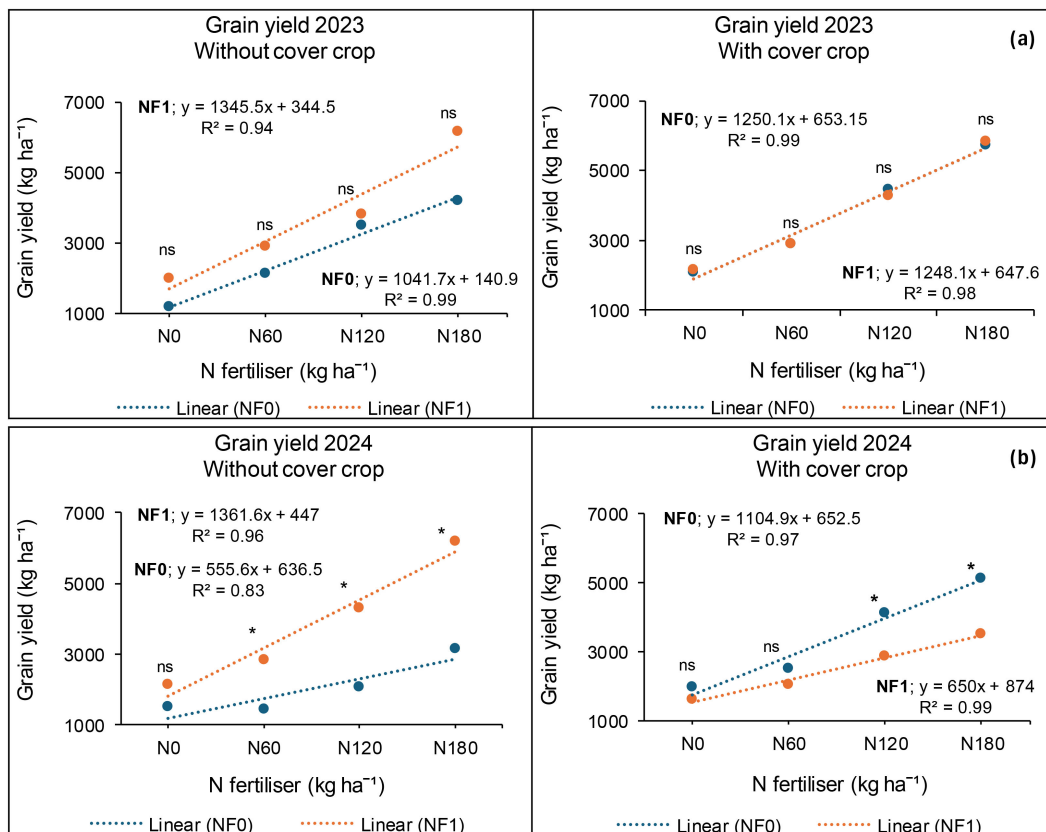 Grain yield 2023
Without cover crop
Grain yield (kg ha⁻¹)
7000
5000
3000
1000
NF1; y = 1345.5x + 344.5
R² = 0.94
ns
ns
ns
ns
NF0; y = 1041.7x + 140.9
R² = 0.99
N0
N60
N120
N180
N fertiliser (kg ha⁻¹)
Linear (NF0)
Linear (NF1)
Grain yield 2023
With cover crop
(a)
Grain yield (kg ha⁻¹)
7000
5000
3000
1000
NF0; y = 1250.1x + 653.15
R² = 0.99
ns
ns
ns
ns
NF1; y = 1248.1x + 647.6
R² = 0.98
N0
N60
N120
N180
N fertiliser (kg ha⁻¹)
Linear (NF0)
Linear (NF1)
Grain yield 2024
Without cover crop
Grain yield (kg ha⁻¹)
7000
5000
3000
1000
NF1; y = 1361.6x + 447
R² = 0.96
NF0; y = 555.6x + 636.5
R² = 0.83
ns
*
*
*
N0
N60
N120
N180
N fertiliser (kg ha⁻¹)
Linear (NF0)
Linear (NF1)
Grain yield 2024
With cover crop
(b)
Grain yield (kg ha⁻¹)
7000
5000
3000
1000
NF0; y = 1104.9x + 652.5
R² = 0.97
ns
ns
*
*
NF1; y = 650x + 874
R² = 0.99
N0
N60
N120
N180
N fertiliser (kg ha⁻¹)
Linear (NF0)
Linear (NF1)